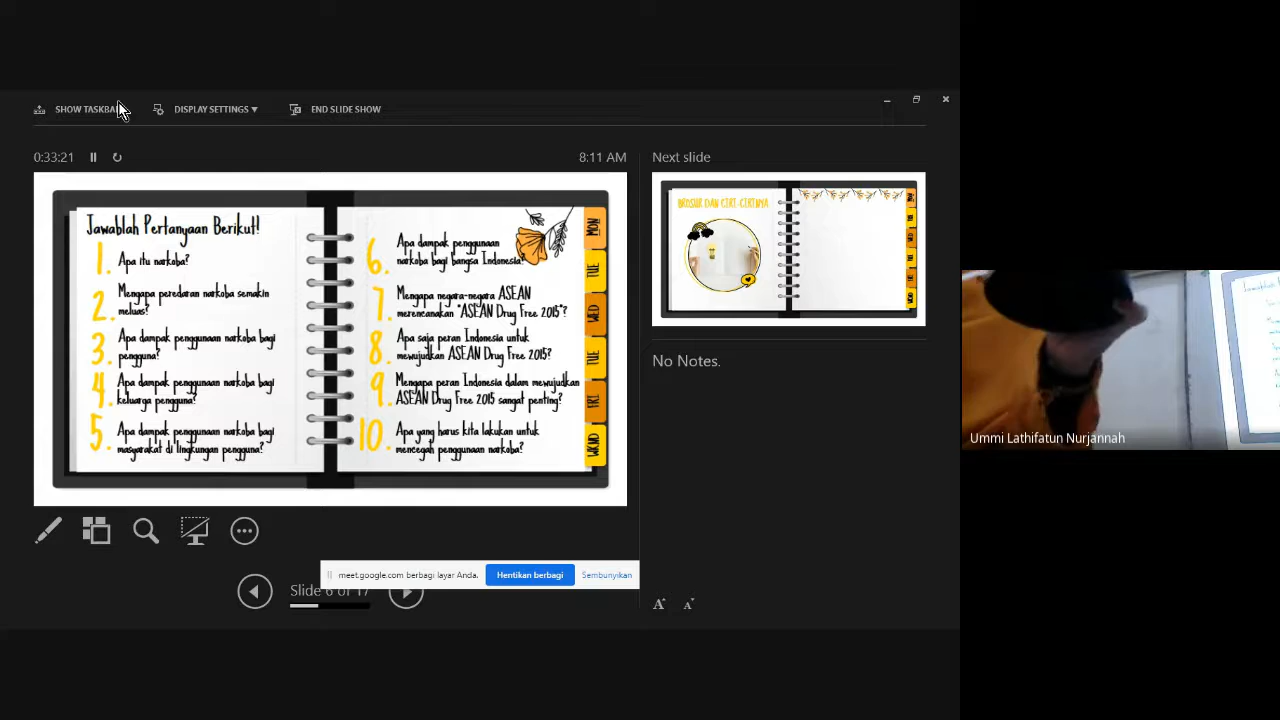 SHOW TASKBAR
DISPLAY SETTINGS
END SLIDE SHOW
0:33:21
8:11 AM
Next slide
Jawablah Pertanyaan Berikut!
1. Apa itu narkoba?
2. Mengapa peredaran narkoba semakin
meluas?
3. Apa dampak penggunaan narkoba bagi
pengguna?
4. Apa dampak penggunaan narkoba bagi
keluarga pengguna?
5. Apa dampak penggunaan narkoba bagi
masyarakat di lingkungan pengguna?
6. Apa dampak penggunaan
narkoba bagi bangsa Indonesia?
7. Mengapa negara-negara ASEAN
merencanakan "ASEAN Drug Free 2015"?
8. Apa saja peran Indonesia untuk
mewujudkan ASEAN Drug Free 2015?
9. Mengapa peran Indonesia dalam mewujudkan
ASEAN Drug Free 2015 sangat penting?
10. Apa yang harus kita lakukan untuk
mencegah penggunaan narkoba?
MON
TUE
WED
TUE
FRI
WKND
BROSUR DAN CIRI-CIRINYA
No Notes.
meet.google.com berbagi layar Anda.
Hentikan berbagi
Sembunyikan
Slide 6 of 17
A
A
Ummi Lathifatun Nurjannah